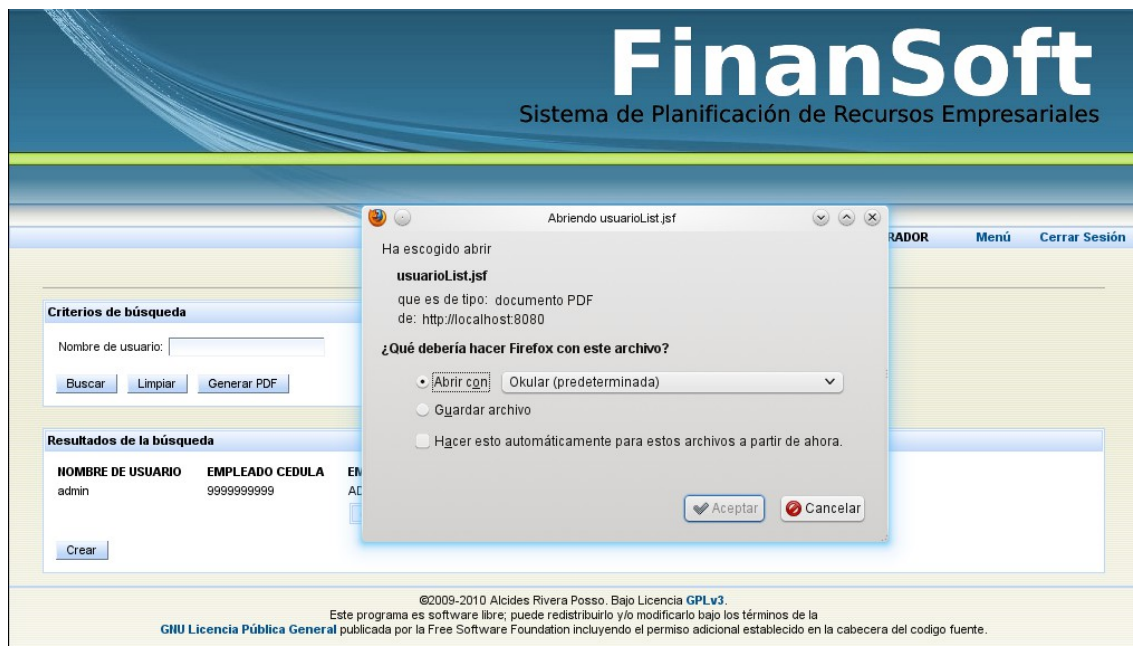 FinanSoft
Sistema de Planificación de Recursos Empresariales
Abriendo usuarioList.jsf
Menú Cerrar Sesión
Ha escogido abrir
usuarioList.jsf
que es de tipo: documento PDF
de: http://localhost:8080
¿Qué debería hacer Firefox con este archivo?
Abrir con Okular (predeterminada)
Guardar archivo
Hacer esto automáticamente para estos archivos a partir de ahora.
Aceptar Cancelar
Criterios de búsqueda
Nombre de usuario:
Buscar Limpiar Generar PDF
Resultados de la búsqueda
NOMBRE DE USUARIO EMPLEADO CEDULA
admin 9999999999
Crear
©2009-2010 Alcides Rivera Posso. Bajo Licencia GPLv3.
Este programa es software libre; puede redistribuirlo y/o modificarlo bajo los términos de la
GNU Licencia Pública General publicada por la Free Software Foundation incluyendo el permiso adicional establecido en la cabecera del codigo fuente.